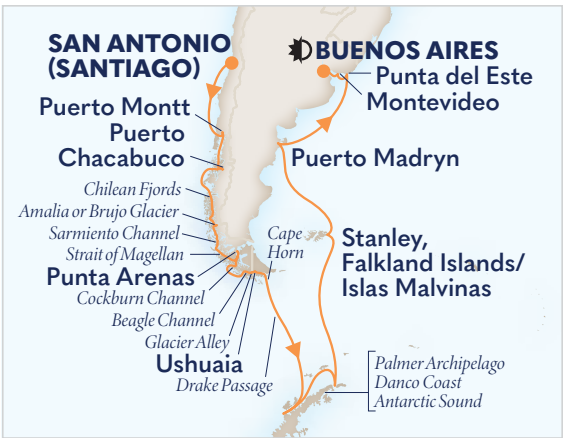 SAN ANTONIO
(SANTIAGO)
BUENOS AIRES
Punta del Este
Montevideo
Puerto Montt
Puerto
Chacabuco
Puerto Madryn
Chilean Fjords
Amalia or Brujo Glacier
Sarmiento Channel
Strait of Magellan
Punta Arenas
Cockburn Channel
Beagle Channel
Glacier Alley
Ushuaia
Drake Passage
Cape
Horn
Stanley,
Falkland Islands/
Islas Malvinas
Palmer Archipelago
Danco Coast
Antarctic Sound